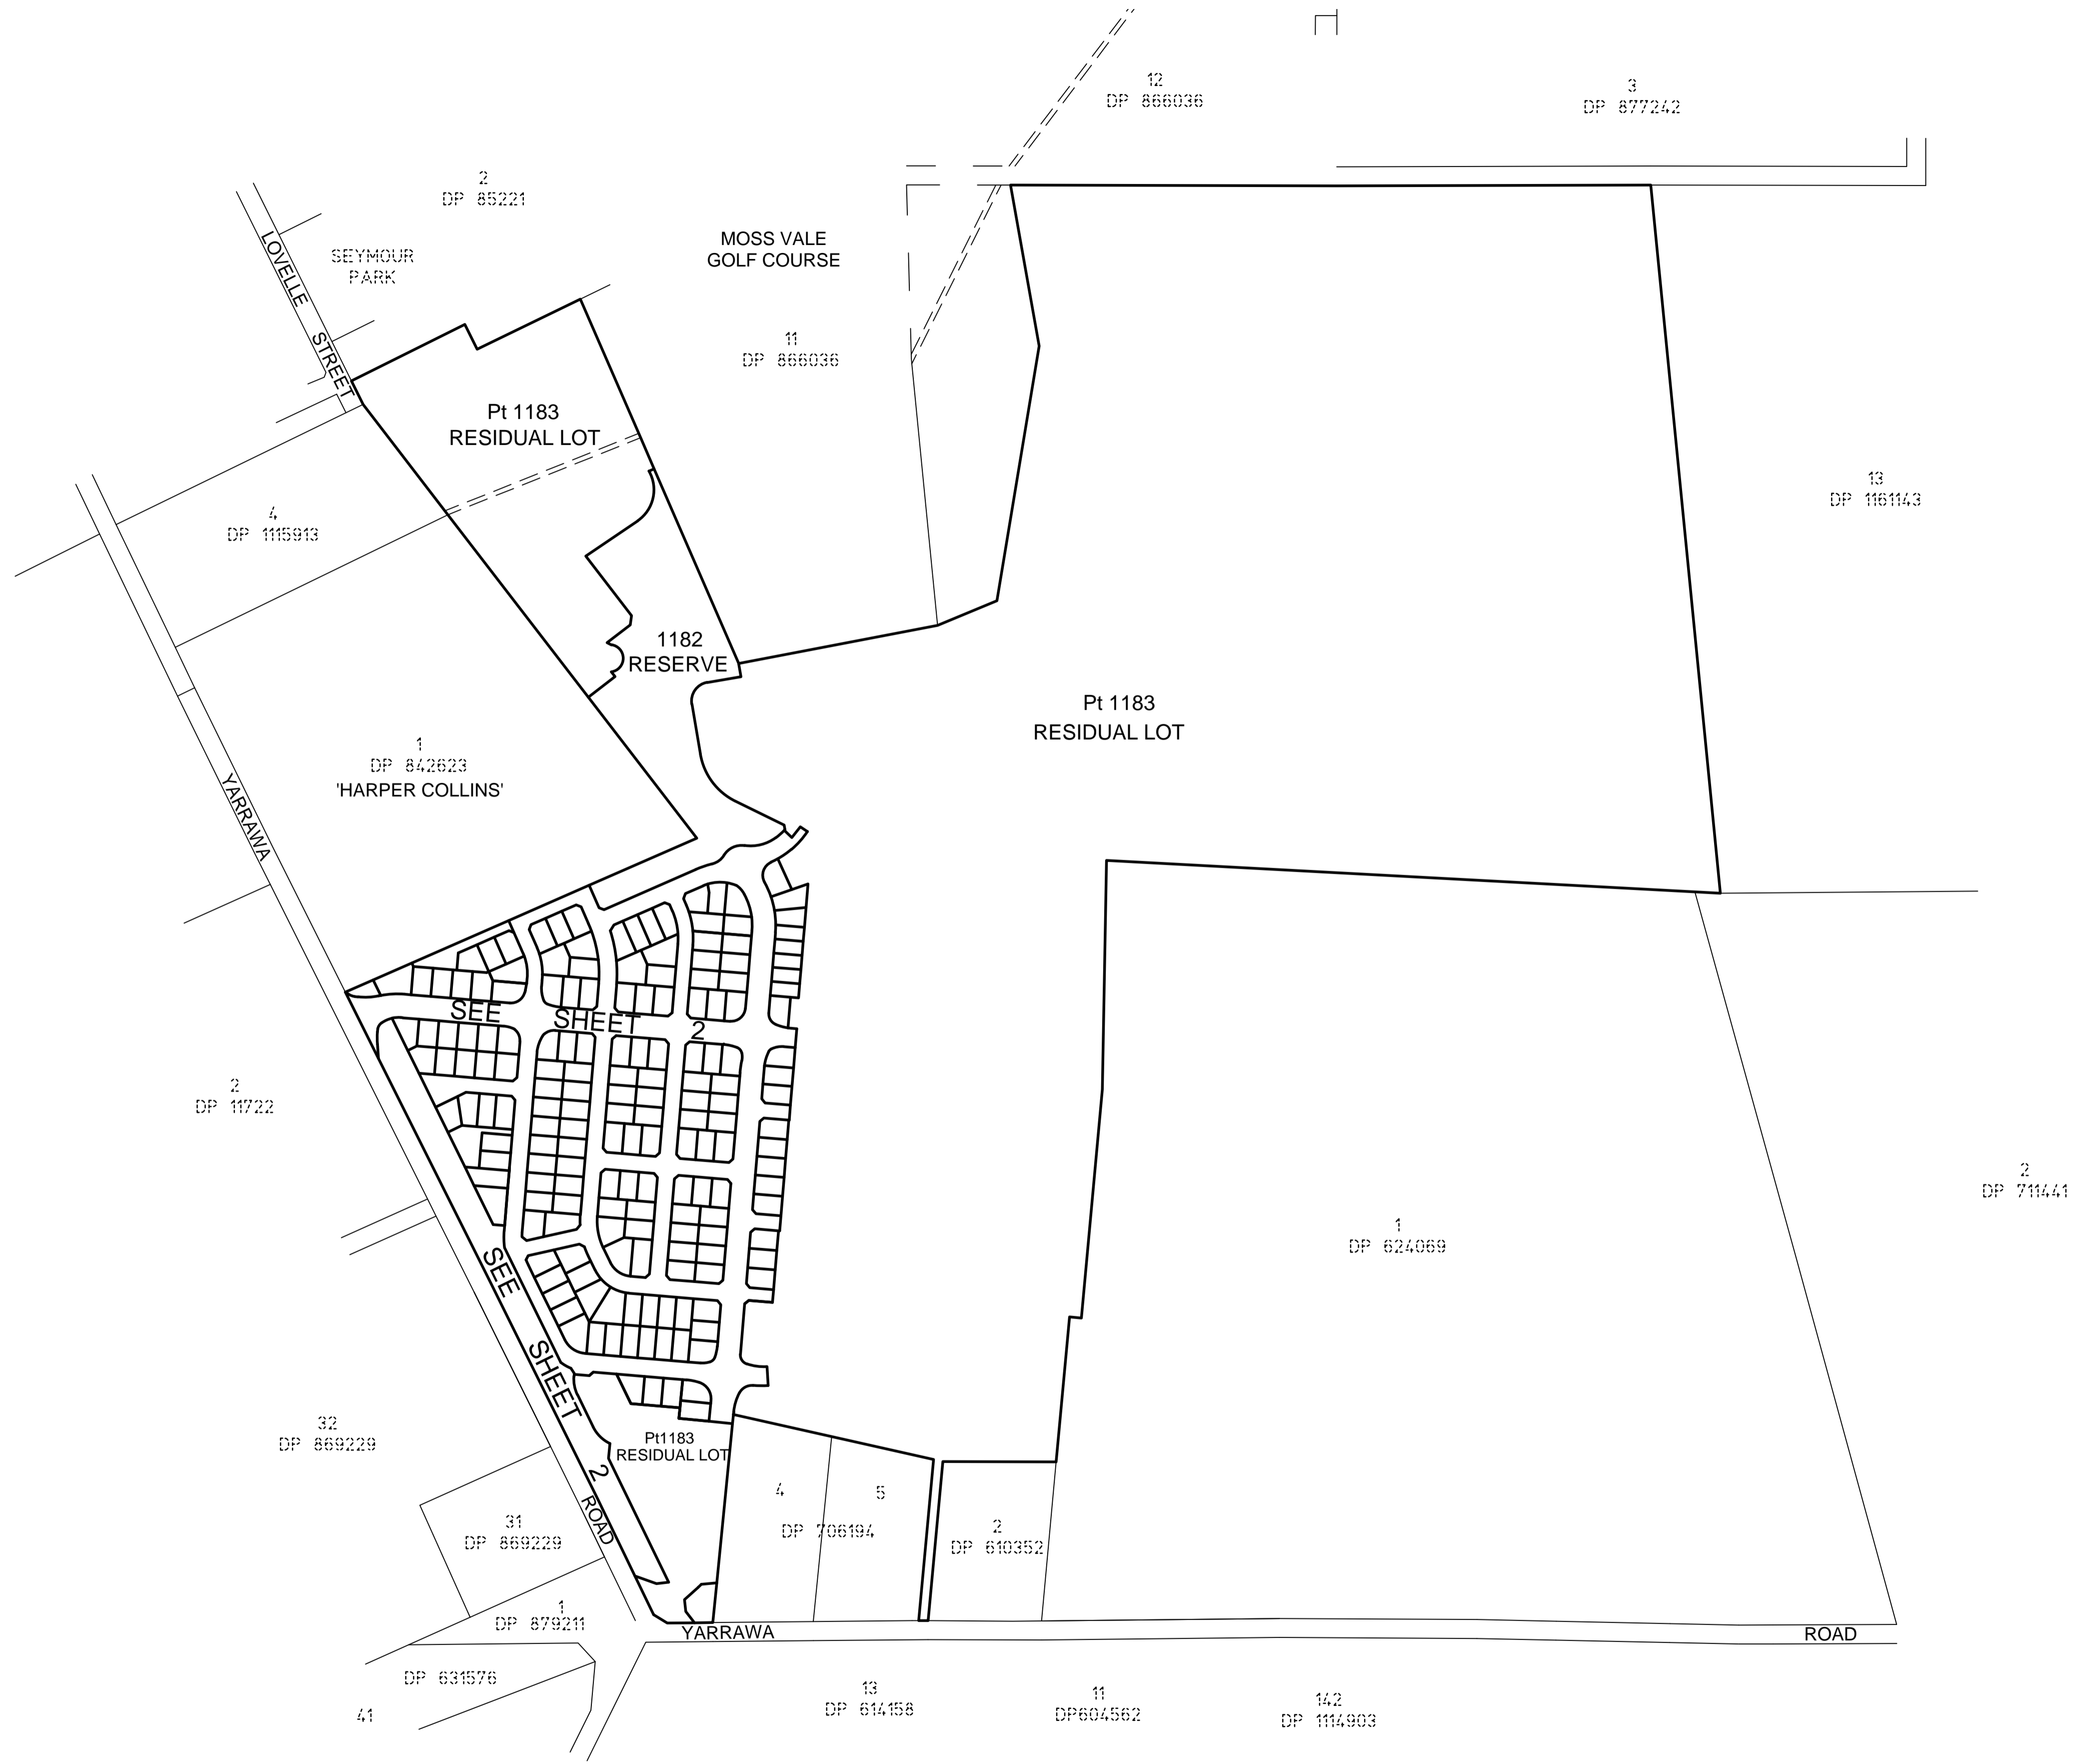 12
DP 866036
3
DP 877242
2
DP 85221
LOVELLE STREET
SEYMOUR
PARK
MOSS VALE
GOLF COURSE
11
DP 866036
Pt 1183
RESIDUAL LOT
13
DP 1161143
4
DP 1115913
1182
RESERVE
Pt 1183
RESIDUAL LOT
1
DP 842623
'HARPER COLLINS'
YARRAWA
SEE SHEET 2
2
DP 11722
2
DP 711441
1
DP 624069
SEE SHEET 2
32
DP 869229
Pt1183
RESIDUAL LOT
4
5
DP 706194
31
DP 869229
ROAD
2
DP 610352
1
DP 879211
YARRAWA
ROAD
DP 631576
41
13
DP 614158
11
DP604562
142
DP 1114903